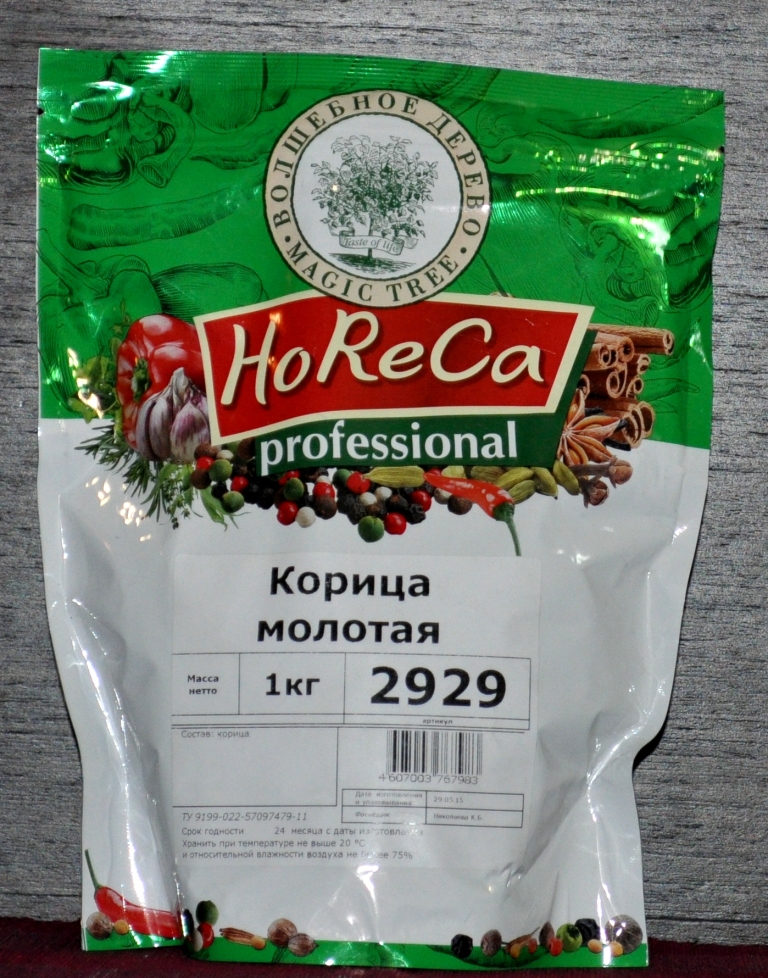 ВОЛШЕБНОЕ ДЕРЕВО
Taste of life
MAGIC TREE
HoReCa
professional
Корица
молотая
Масса
нетто
1кг
2929
артикул
Состав: корица
4 607003 767983
Дата изготовления
и упаковывания
29.05.15
Фасовщик
Николаева К.Б.
ТУ 9199-022-57097479-11
Срок годности 24 месяца с даты изготовления
Хранить при температуре не выше 20 °С
и относительной влажности воздуха не более 75%